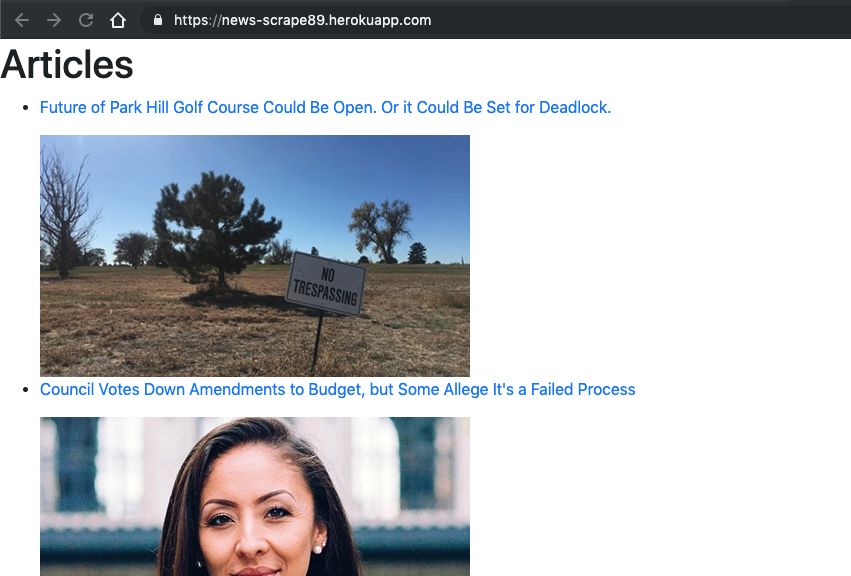 https://news-scrape89.herokuapp.com
Articles
Future of Park Hill Golf Course Could Be Open. Or it Could Be Set for Deadlock.
NO
TRESPASSING
Council Votes Down Amendments to Budget, but Some Allege It's a Failed Process